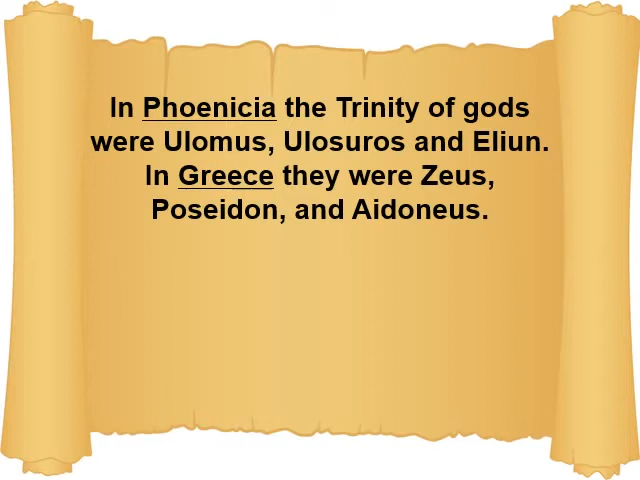 In Phoenicia the Trinity of gods
were Ulomus, Ulosuros and Eliun.
In Greece they were Zeus,
Poseidon, and Aidoneus.